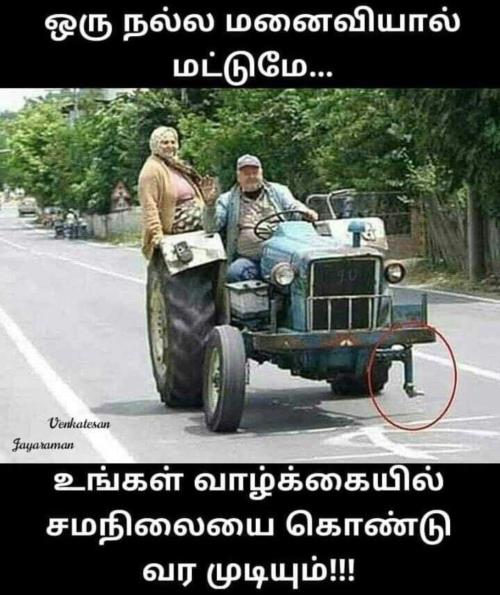 ஒரு நல்ல மனைவியால்
மட்டுமே...
Venkatesan
Jayaraman
உங்கள் வாழ்க்கையில்
சமநிலையை கொண்டு
வர முடியும்!!!